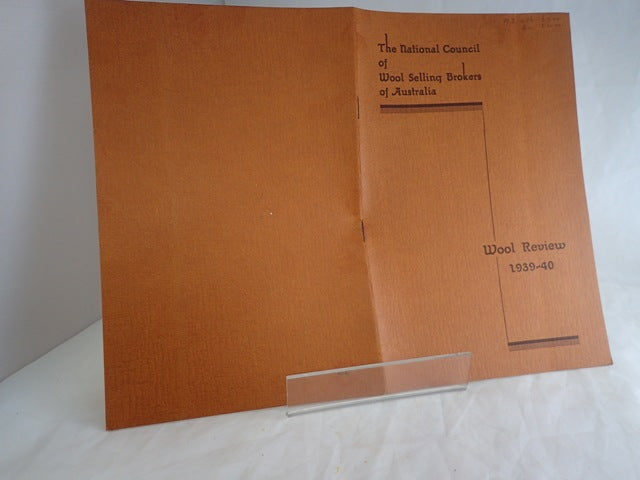 The National Council
of
Wool Selling Brokers
of Australia
Wool Review
1939-40